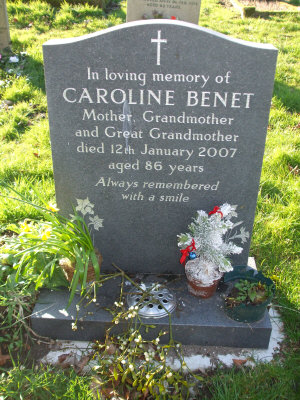 In loving memory of
CAROLINE BENET
Mother, Grandmother
and Great Grandmother
died 12th January 2007
aged 86 years
Always remembered
with a smile